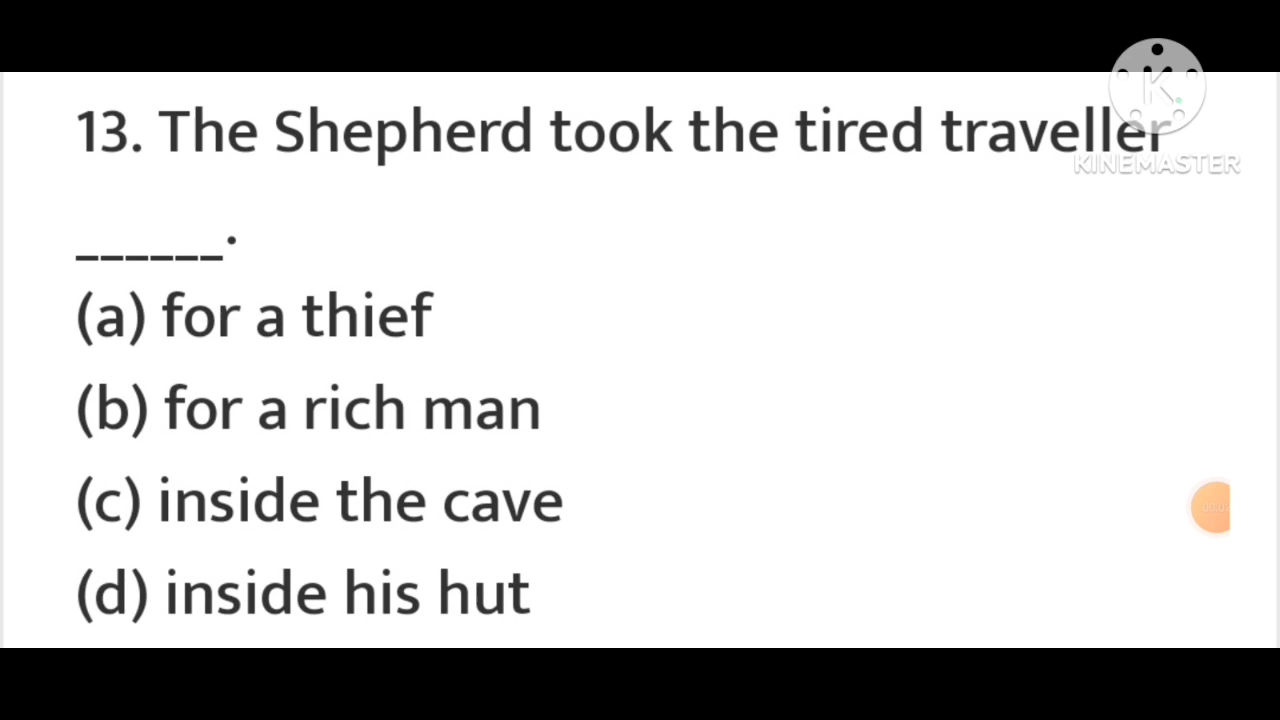 13. The Shepherd took the tired traveller
KINEMASTER
______.
(a) for a thief
(b) for a rich man
(c) inside the cave
(d) inside his hut